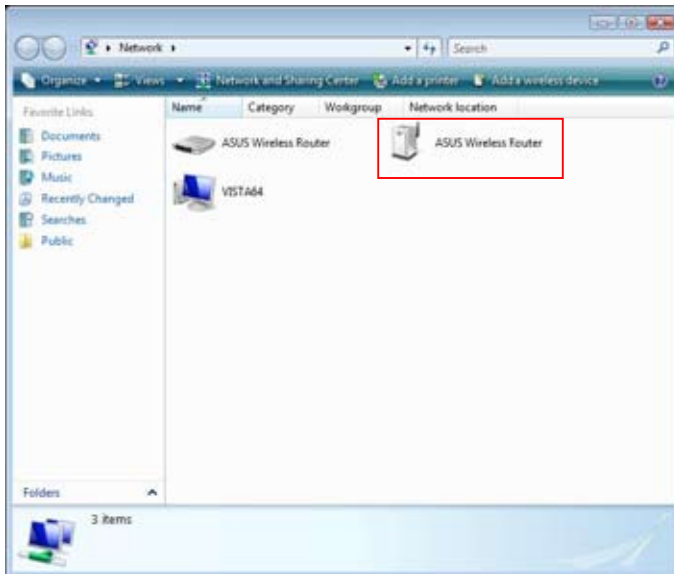 Network
Search
Organize Views Network and Sharing Center Add a printer Add a wireless device
Favorite Links
Documents
Pictures
Music
Recently Changed
Searches
Public
Name Category Workgroup Network location
ASUS Wireless Router ASUS Wireless Router
VISTA64
Folders
3 items